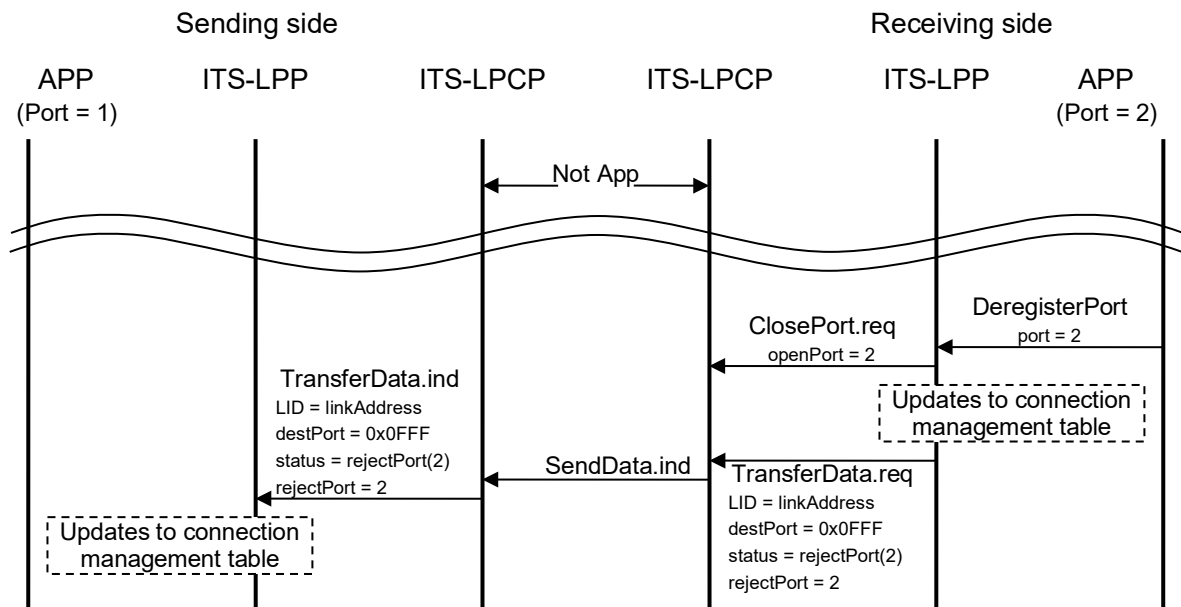 Sending side
Receiving side
APP
(Port = 1)
ITS-LPP
ITS-LPCP
ITS-LPCP
ITS-LPP
APP
(Port = 2)
Not App
DeregisterPort
port = 2
ClosePort.req
openPort = 2
Updates to connection
management table
TransferData.req
LID = linkAddress
destPort = 0x0FFF
status = rejectPort(2)
rejectPort = 2
SendData.ind
TransferData.ind
LID = linkAddress
destPort = 0x0FFF
status = rejectPort(2)
rejectPort = 2
Updates to connection
management table